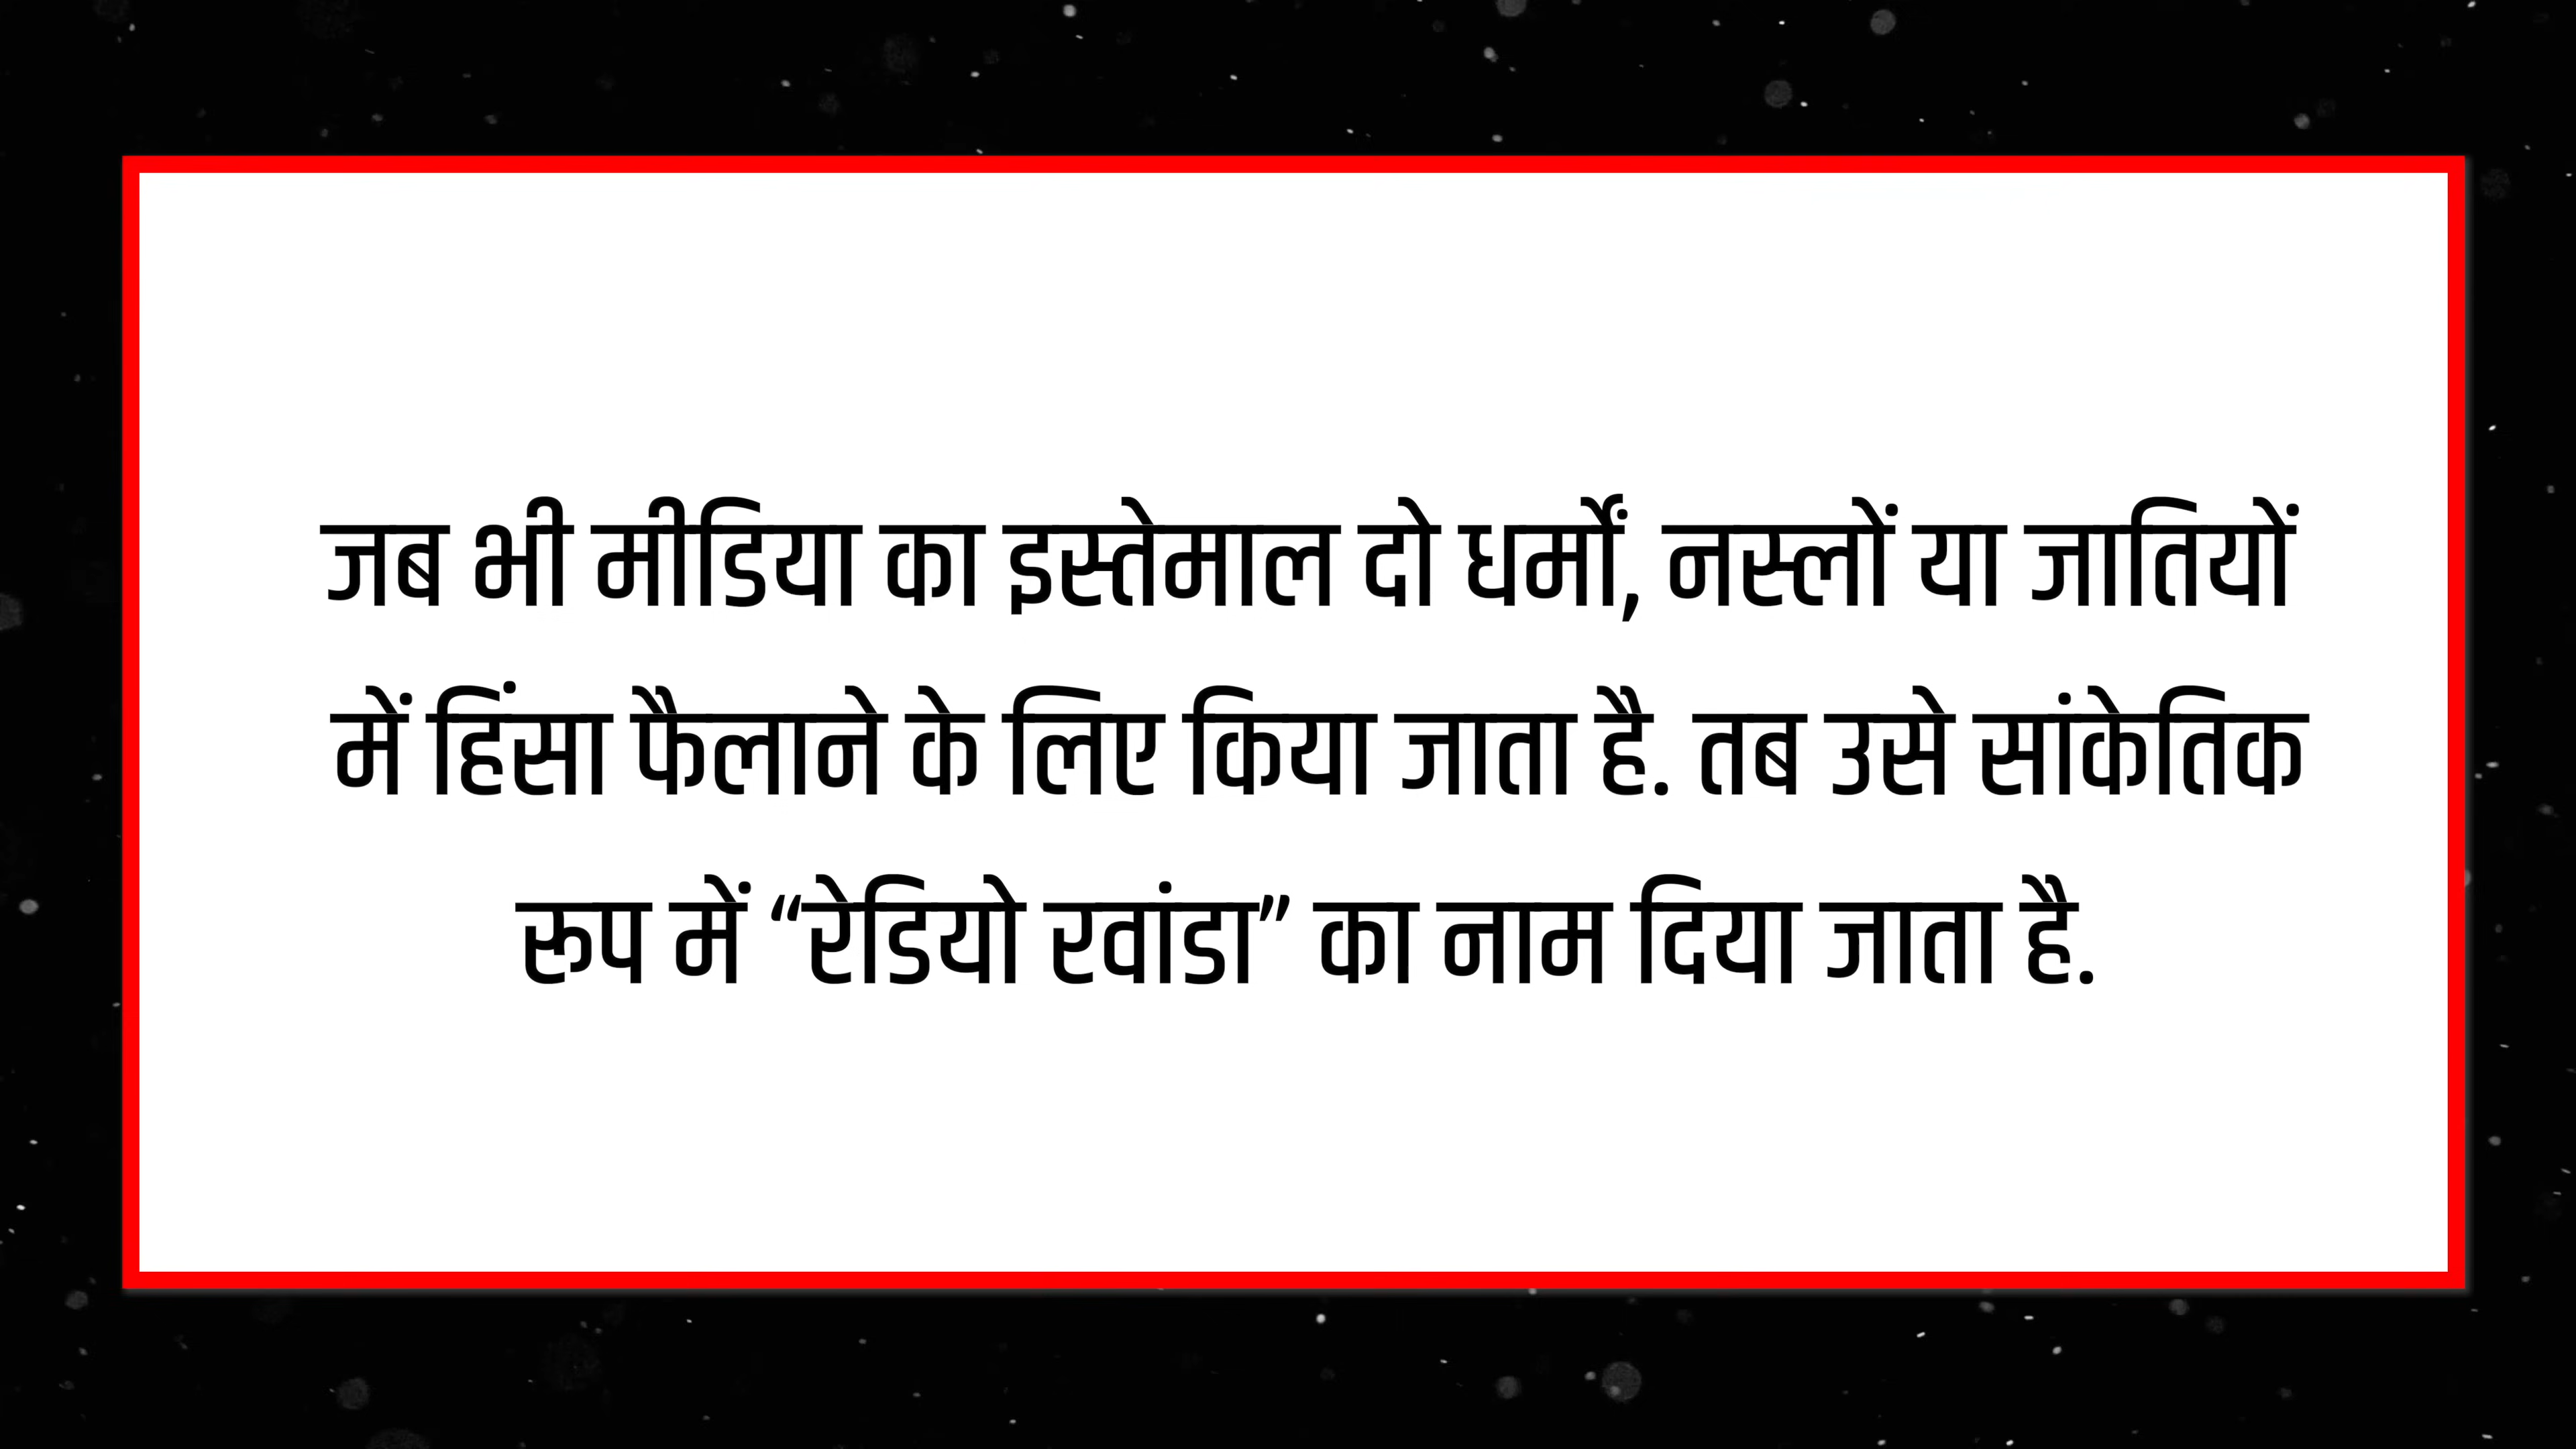 जब भी मीडिया का इस्तेमाल दो धर्मों, नस्लों या जातियों
में हिंसा फैलाने के लिए किया जाता है. तब उसे सांकेतिक
रूप में “रेडियो रवांडा” का नाम दिया जाता है.